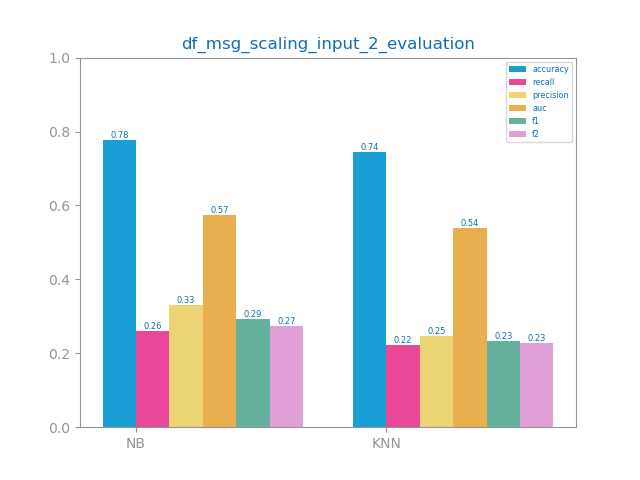 df_msg_scaling_input_2_evaluation
1.0
0.8
0.6
0.4
0.2
0.0
accuracy
recall
precision
auc
f1
f2
0.78
0.26
0.33
0.57
0.29
0.27
0.74
0.22
0.25
0.54
0.23
0.23
NB
KNN